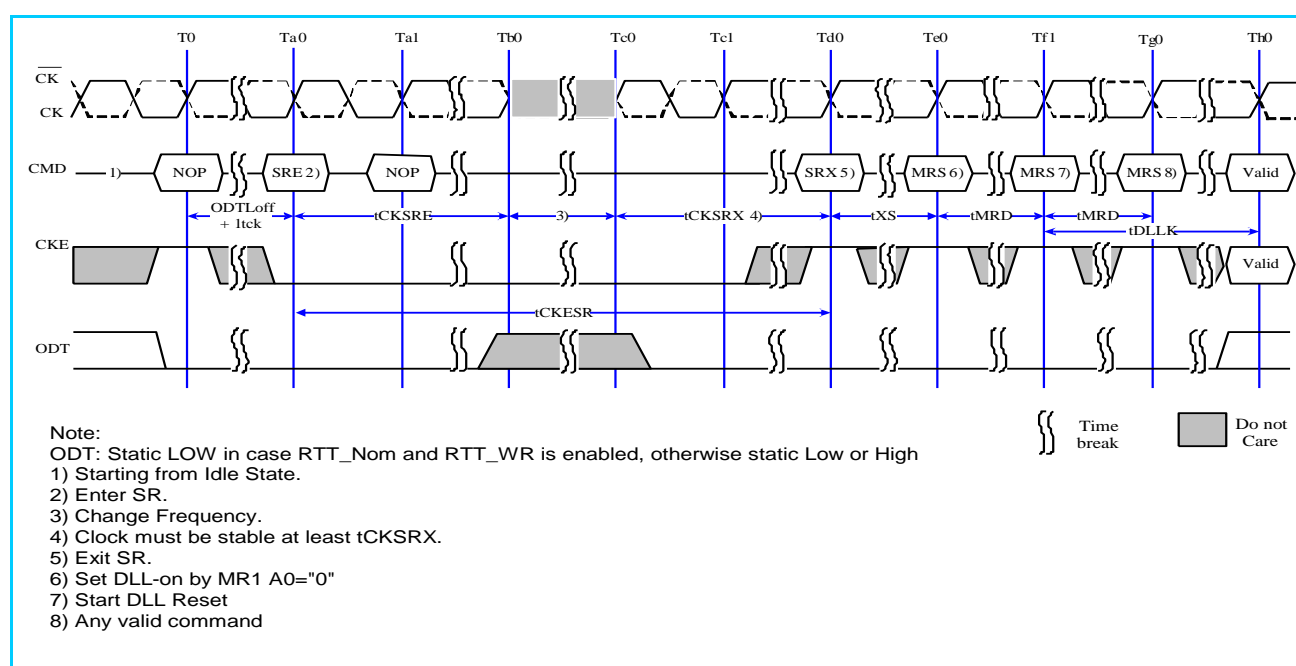 T0 Ta0 Ta1 Tb0 Tc0 Tc1 Td0 Te0 Tf1 Tg0 Th0
CK
CK
CMD 1) NOP SRE 2) NOP SRX 5) MRS 6) MRS 7) MRS 8) Valid
ODTLoff
+ 1tck
tCKSRE 3) tCKSRX 4) tXS tMRD tMRD
tDLLK
CKE Valid
tCKESR
ODT
Time
break
Do not
Care
Note:
ODT: Static LOW in case RTT_Nom and RTT_WR is enabled, otherwise static Low or High
1) Starting from Idle State.
2) Enter SR.
3) Change Frequency.
4) Clock must be stable at least tCKSRX.
5) Exit SR.
6) Set DLL-on by MR1 A0="0"
7) Start DLL Reset
8) Any valid command